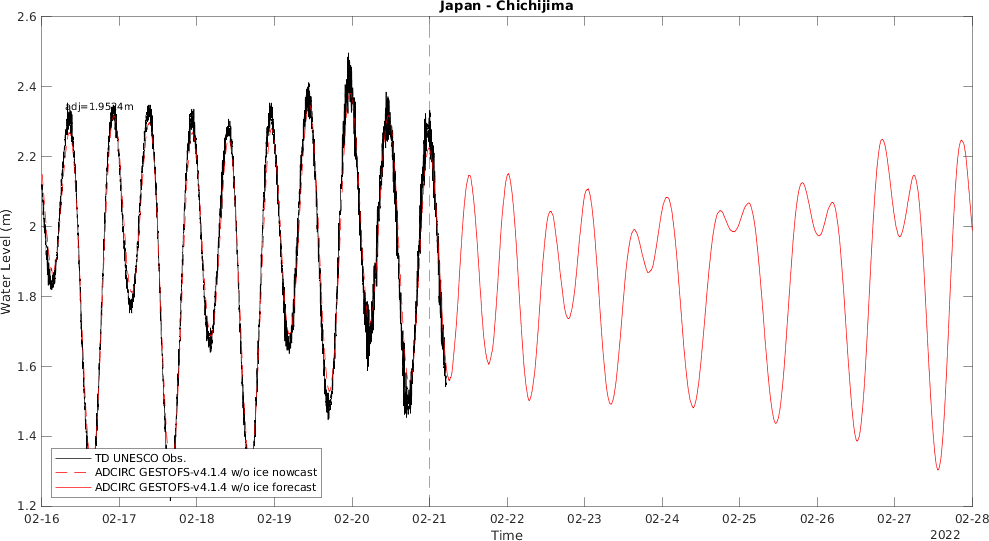 Japan - Chichijima
2.6
2.4
2.2
2
1.8
1.6
1.4
1.2
Water Level (m)
adj=1.9524m
TD UNESCO Obs.
ADCIRC GESTOFS-v4.1.4 w/o ice nowcast
ADCIRC GESTOFS-v4.1.4 w/o ice forecast
02-16 02-17 02-18 02-19 02-20 02-21 02-22 02-23 02-24 02-25 02-26 02-27 02-28
Time
2022